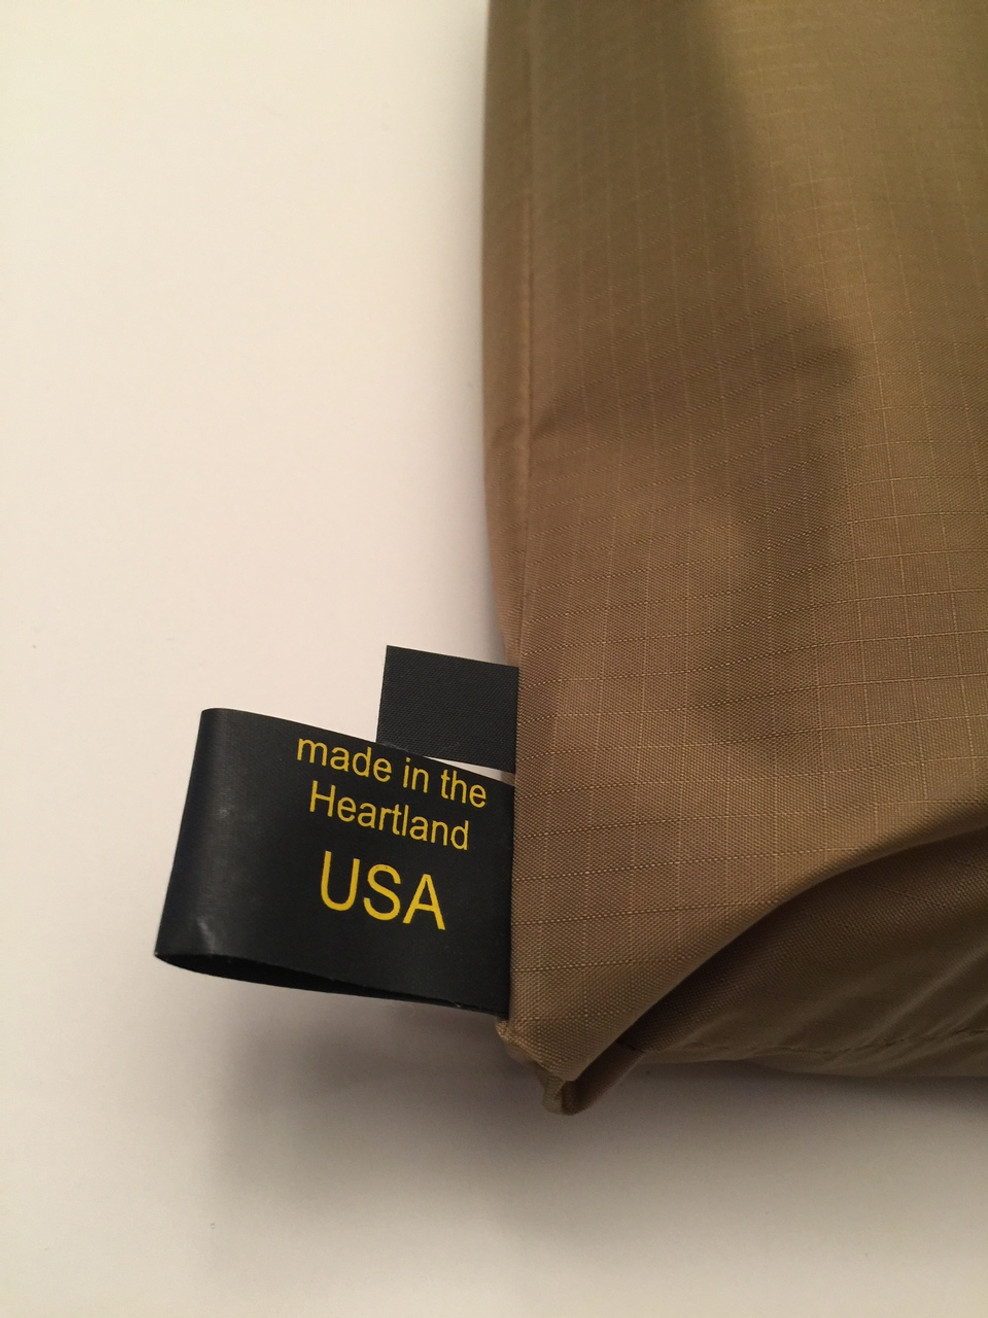 made in the
Heartland
USA